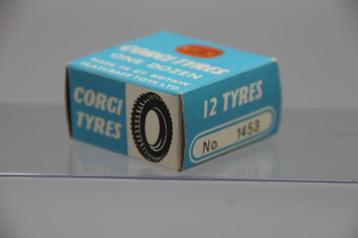 CORGI TYRES
ONE DOZEN
MADE IN GT. BRITAIN
PLAYCRAFT TOYS LTD.
CORGI
TYRES
12 TYRES
No. 1453